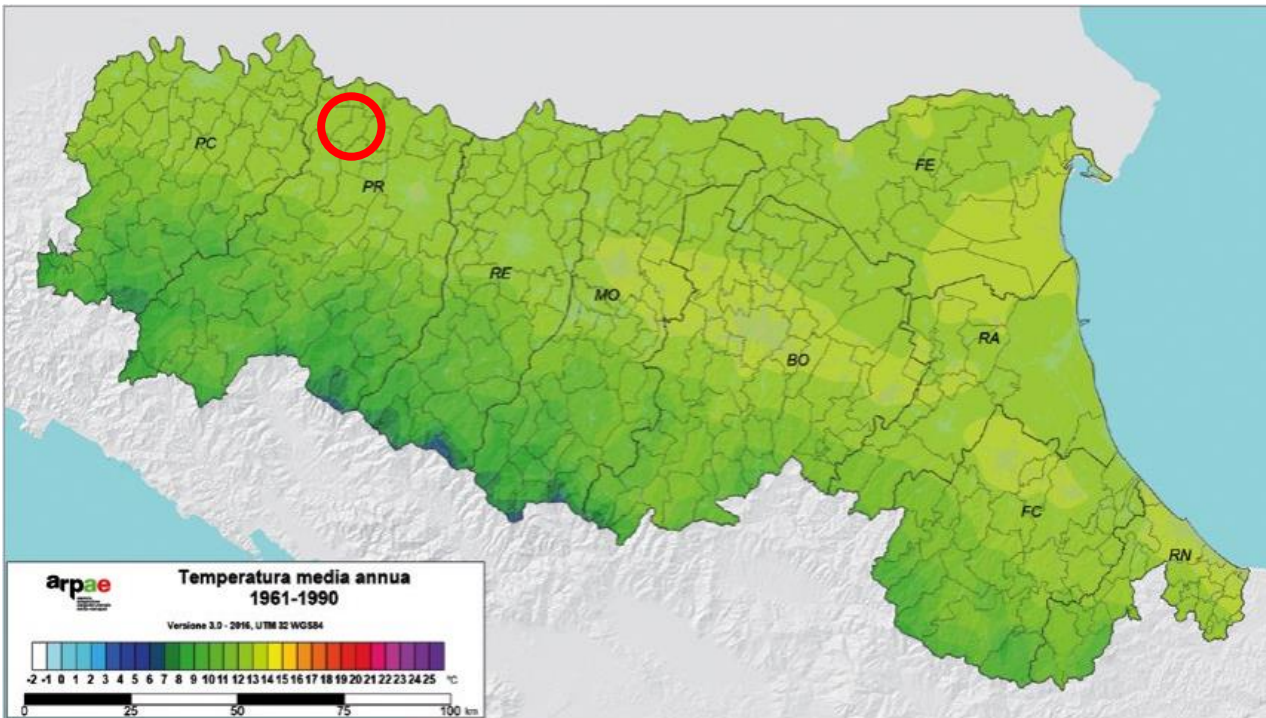 FE
PC
PR
RE
MO
RA
BO
FC
RN
arpae
Temperatura media annua
1961-1990
Versione 3.0 - 2016, UTM 32 WGS84
-2 -1 0 1 2 3 4 5 6 7 8 9 10 11 12 13 14 15 16 17 18 19 20 21 22 23 24 25 °C
0 25 50 75 100 km